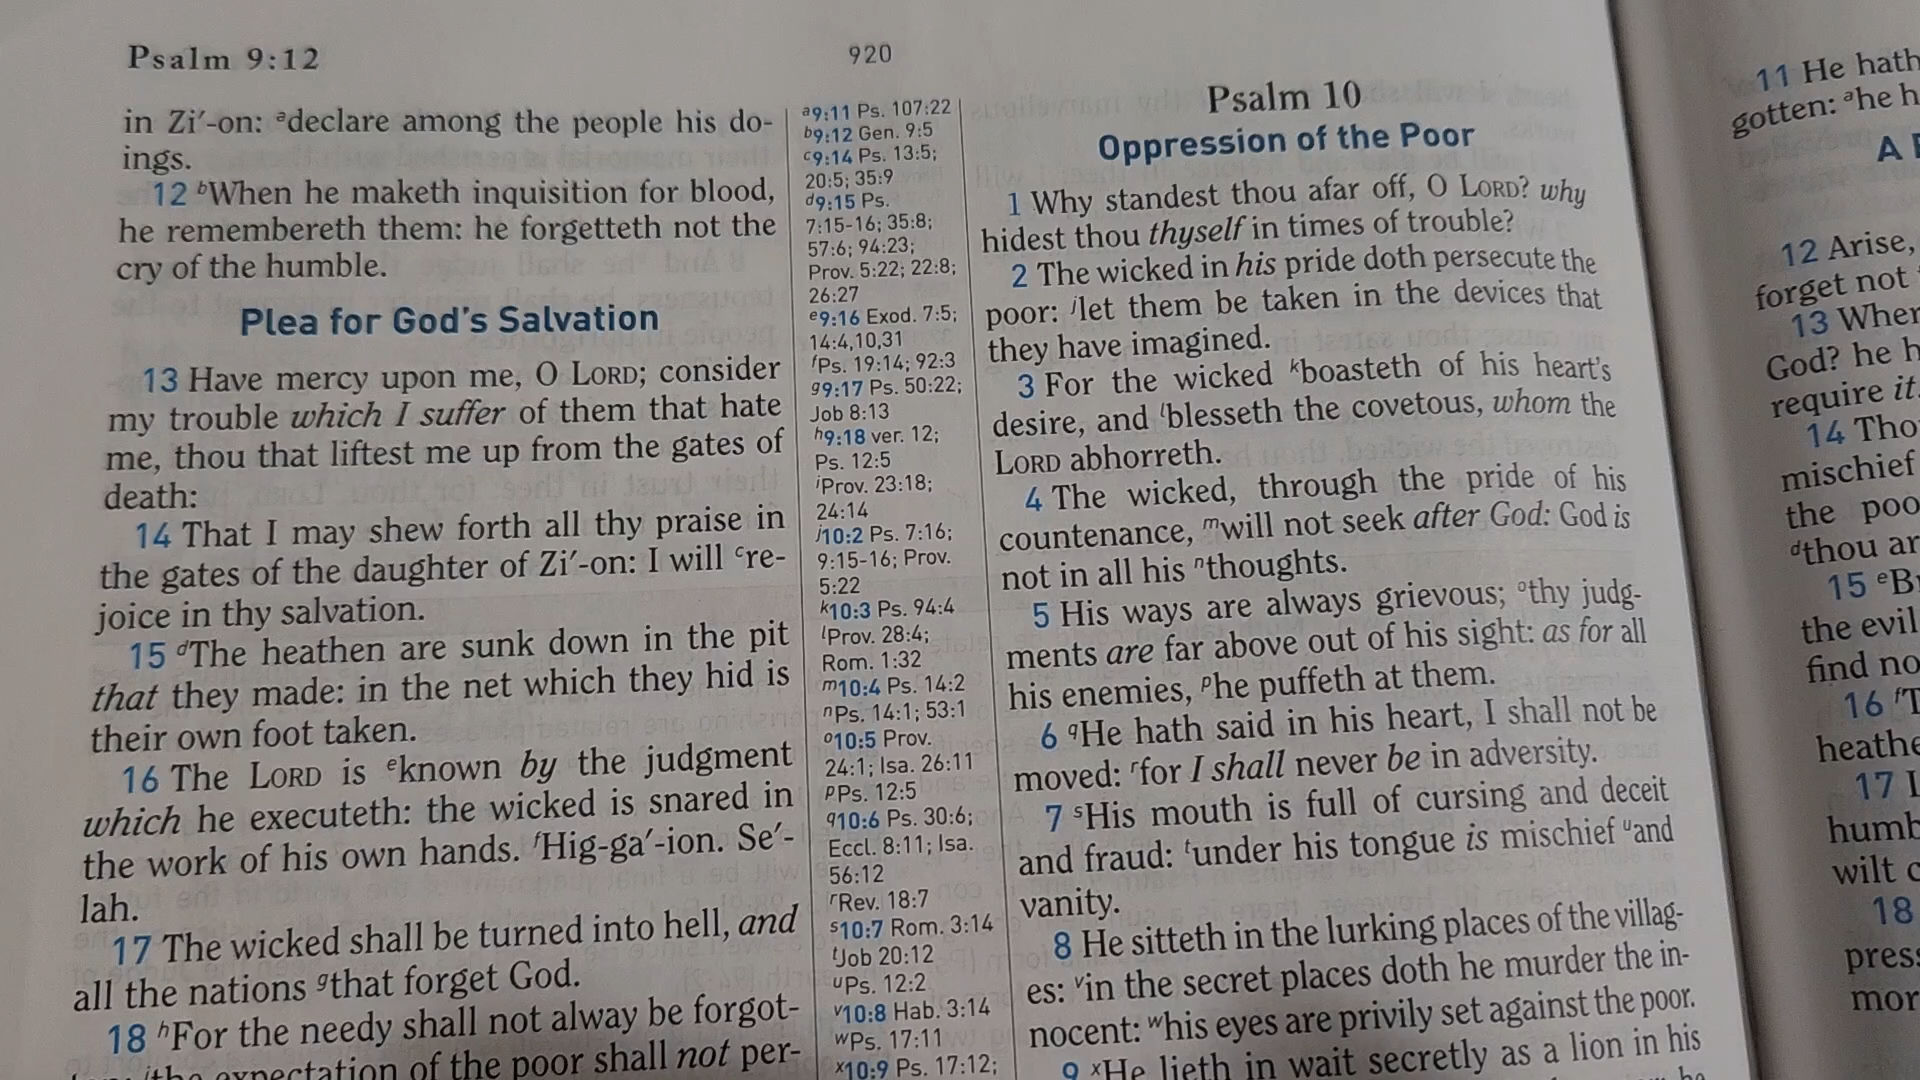 Psalm 9:12
920
in Zi′-on: ᵃdeclare among the people his do-
ings.
12 ᵇWhen he maketh inquisition for blood,
he remembereth them: he forgetteth not the
cry of the humble.
Plea for God's Salvation
13 Have mercy upon me, O LORD; consider
my trouble which I suffer of them that hate
me, thou that liftest me up from the gates of
death:
14 That I may shew forth all thy praise in
the gates of the daughter of Zi′-on: I will ᶜre-
joice in thy salvation.
15 ᵈThe heathen are sunk down in the pit
that they made: in the net which they hid is
their own foot taken.
16 The LORD is ᵉknown by the judgment
which he executeth: the wicked is snared in
the work of his own hands. ᶠHig-ga′-ion. Se′-
lah.
17 The wicked shall be turned into hell, and
all the nations ᵍthat forget God.
18 ʰFor the needy shall not alway be forgot-
expectation of the poor shall not per-
ᵃ9:11 Ps. 107:22
ᵇ9:12 Gen. 9:5
ᶜ9:14 Ps. 13:5;
20:5; 35:9
ᵈ9:15 Ps.
7:15-16; 35:8;
57:6; 94:23;
Prov. 5:22; 22:8;
26:27
ᵉ9:16 Exod. 7:5;
14:4,10,31
ᶠPs. 19:14; 92:3
ᵍ9:17 Ps. 50:22;
Job 8:13
ʰ9:18 ver. 12;
Ps. 12:5
ⁱProv. 23:18;
24:14
ʲ10:2 Ps. 7:16;
9:15-16; Prov.
5:22
ᵏ10:3 Ps. 94:4
ˡProv. 28:4;
Rom. 1:32
ᵐ10:4 Ps. 14:2
ⁿPs. 14:1; 53:1
ᵒ10:5 Prov.
24:1; Isa. 26:11
ᵖPs. 12:5
q10:6 Ps. 30:6;
Eccl. 8:11; Isa.
56:12
ʳRev. 18:7
ˢ10:7 Rom. 3:14
ᵗJob 20:12
ᵘPs. 12:2
ᵛ10:8 Hab. 3:14
ʷPs. 17:11
ˣ10:9 Ps. 17:12;
Psalm 10
Oppression of the Poor
1 Why standest thou afar off, O LORD? why
hidest thou thyself in times of trouble?
2 The wicked in his pride doth persecute the
poor: ʲlet them be taken in the devices that
they have imagined.
3 For the wicked ᵏboasteth of his heart's
desire, and ˡblesseth the covetous, whom the
LORD abhorreth.
4 The wicked, through the pride of his
countenance, ᵐwill not seek after God: God is
not in all his ⁿthoughts.
5 His ways are always grievous; ᵒthy judg-
ments are far above out of his sight: as for all
his enemies, ᵖhe puffeth at them.
6 qHe hath said in his heart, I shall not be
moved: ʳfor I shall never be in adversity.
7 ˢHis mouth is full of cursing and deceit
and fraud: ᵗunder his tongue is mischief ᵘand
vanity.
8 He sitteth in the lurking places of the villag-
es: ᵛin the secret places doth he murder the in-
nocent: ʷhis eyes are privily set against the poor.
9 ˣHe lieth in wait secretly as a lion in his
11 He hath
gotten: ᵃhe h
A
12 Arise,
forget not
13 Wher
God? he h
require it.
14 Tho
mischief
the poo
ᵈthou ar
15 ᵉB
the evil
find no
16 ᶠT
heathe
17 L
humb
wilt
18
press
mor